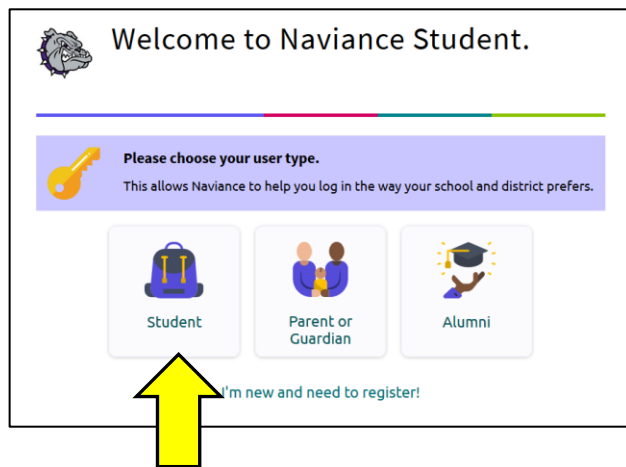 Welcome to Naviance Student.
Please choose your user type.
This allows Naviance to help you log in the way your school and district prefers.
Student
Parent or
Guardian
Alumni
I'm new and need to register!